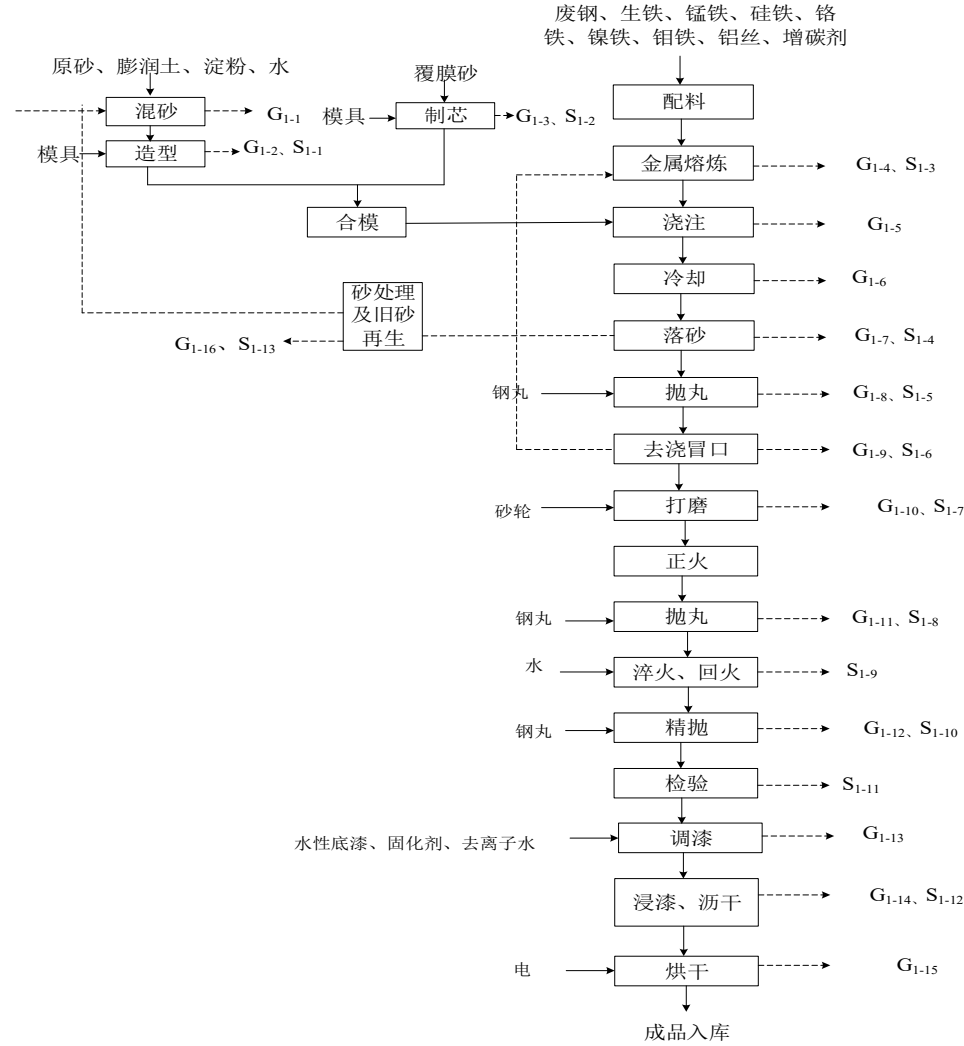 废钢、生铁、锰铁、硅铁、铬
铁、镍铁、钼铁、铝丝、增碳剂
原砂、膨润土、淀粉、水
覆膜砂
混砂
G1-1
模具
制芯
G1-3、S1-2
配料
模具
造型
G1-2、S1-1
金属熔炼
G1-4、S1-3
合模
浇注
G1-5
冷却
G1-6
砂处理
及旧砂
再生
G1-16、S1-13
落砂
G1-7、S1-4
钢丸
抛丸
G1-8、S1-5
去浇冒口
G1-9、S1-6
砂轮
打磨
G1-10、S1-7
正火
钢丸
抛丸
G1-11、S1-8
水
淬火、回火
S1-9
钢丸
精抛
G1-12、S1-10
检验
S1-11
水性底漆、固化剂、去离子水
调漆
G1-13
浸漆、沥干
G1-14、S1-12
电
烘干
G1-15
成品入库